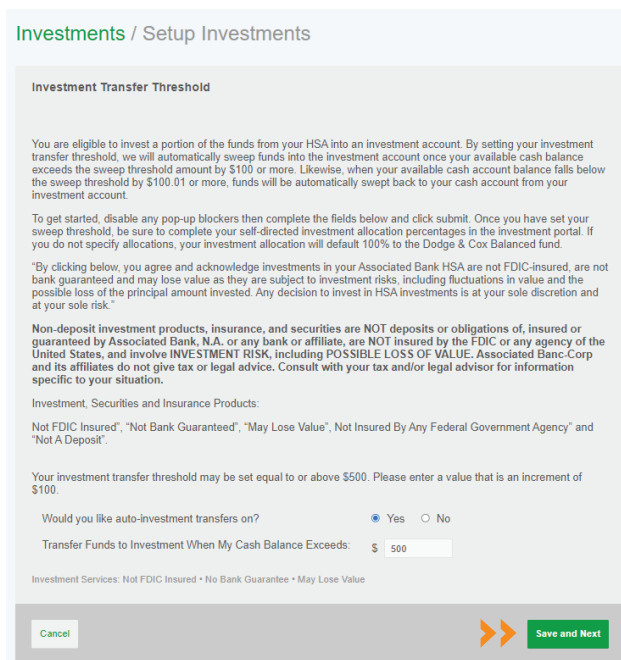 Investments / Setup Investments
Investment Transfer Threshold
You are eligible to invest a portion of the funds from your HSA into an investment account. By setting your investment
transfer threshold, we will automatically sweep funds into the investment account once your available cash balance
exceeds the sweep threshold amount by $100 or more. Likewise, when your available cash account balance falls below
the sweep threshold by $100.01 or more, funds will be automatically swept back to your cash account from your
investment account.
To get started, disable any pop-up blockers then complete the fields below and click submit. Once you have set your
sweep threshold, be sure to complete your self-directed investment allocation percentages in the investment portal. If
you do not specify allocations, your investment allocation will default 100% to the Dodge & Cox Balanced fund.
“By clicking below, you agree and acknowledge investments in your Associated Bank HSA are not FDIC-insured, are not
bank guaranteed and may lose value as they are subject to investment risks, including fluctuations in value and the
possible loss of the principal amount invested. Any decision to invest in HSA investments is at your sole discretion and
at your sole risk.”
Non-deposit investment products, insurance, and securities are NOT deposits or obligations of, insured or
guaranteed by Associated Bank, N.A. or any bank or affiliate, are NOT insured by the FDIC or any agency of the
United States, and involve INVESTMENT RISK, including POSSIBLE LOSS OF VALUE. Associated Banc-Corp
and its affiliates do not give tax or legal advice. Consult with your tax and/or legal advisor for information
specific to your situation.
Investment, Securities and Insurance Products:
Not FDIC Insured”, “Not Bank Guaranteed”, “May Lose Value”, Not Insured By Any Federal Government Agency” and
“Not A Deposit”.
Your investment transfer threshold may be set equal to or above $500. Please enter a value that is an increment of
$100.
Would you like auto-investment transfers on? Yes No
Transfer Funds to Investment When My Cash Balance Exceeds: $ 500
Investment Services: Not FDIC Insured • No Bank Guarantee • May Lose Value
Cancel Save and Next